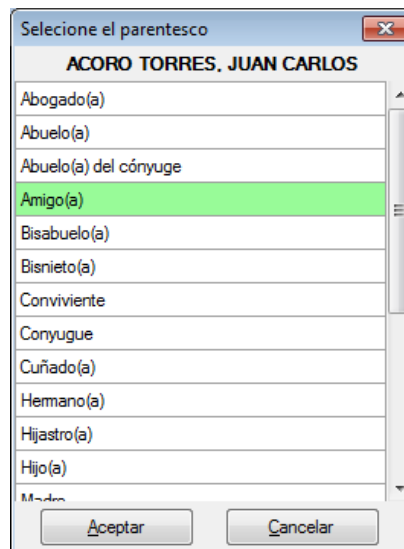 Selecione el parentesco
ACORO TORRES, JUAN CARLOS
Abogado(a)
Abuelo(a)
Abuelo(a) del cónyuge
Amigo(a)
Bisabuelo(a)
Bisnieto(a)
Conviviente
Conyugue
Cuñado(a)
Hermano(a)
Hijastro(a)
Hijo(a)
Madre
Aceptar
Cancelar